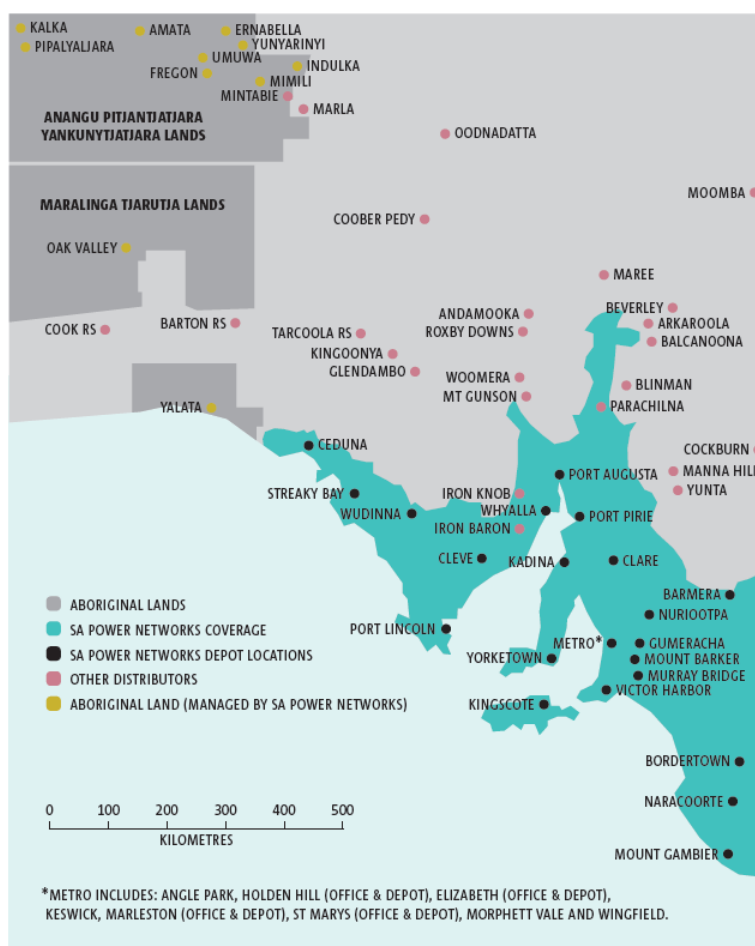 KALKA
AMATA
ERNABELLA
PIPALYALJARA
YUNYARINYI
UMUWA
INDULKA
FREGON
MIMILI
MINTABIE
MARLA
ANANGU PITJANTJATJARA
YANKUNYTJATJARA LANDS
OODNADATTA
MOOMBA
MARALINGA TJARUTJA LANDS
COOBER PEDY
OAK VALLEY
MAREE
BEVERLEY
ANDAMOOKA
ARKAROOLA
COOK RS
BARTON RS
TARCOOLA RS
ROXBY DOWNS
BALCANOONA
KINGOONYA
GLENDAMBO
WOOMERA
BLINMAN
MT GUNSON
YALATA
PARACHILNA
CEDUNA
COCKBURN
PORT AUGUSTA
MANNA HILL
STREAKY BAY
IRON KNOB
YUNTA
WUDINNA
WHYALLA
PORT PIRIE
IRON BARON
CLEVE
KADINA
CLARE
BARMERA
NURIOOTPA
PORT LINCOLN
METRO*
GUMERACHA
YORKETOWN
MOUNT BARKER
MURRAY BRIDGE
VICTOR HARBOR
KINGSCOTE
BORDERTOWN
NARACOORTE
MOUNT GAMBIER
ABORIGINAL LANDS
SA POWER NETWORKS COVERAGE
SA POWER NETWORKS DEPOT LOCATIONS
OTHER DISTRIBUTORS
ABORIGINAL LAND (MANAGED BY SA POWER NETWORKS)
0 100 200 300 400 500
KILOMETRES
*METRO INCLUDES: ANGLE PARK, HOLDEN HILL (OFFICE & DEPOT), ELIZABETH (OFFICE & DEPOT),
KESWICK, MARLESTON (OFFICE & DEPOT), ST MARYS (OFFICE & DEPOT), MORPHETT VALE AND WINGFIELD.